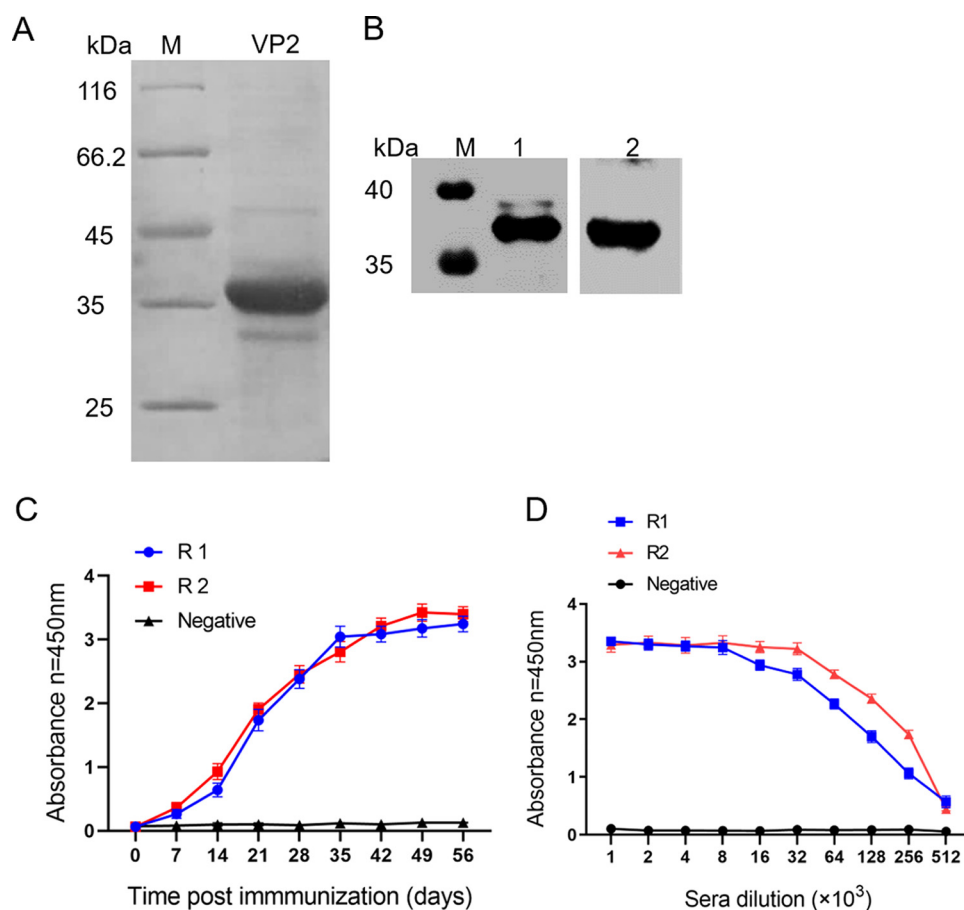 A
kDa M VP2
116
66.2
45
35
25
B
kDa M 1 2
40
35
C
R 1
R 2
Negative
Absorbance n=450nm
4
3
2
1
0
0 7 14 21 28 35 42 49 56
Time post immmunization (days)
D
R1
R2
Negative
Absorbance n=450nm
4
3
2
1
0
1 2 4 8 16 32 64 128 256 512
Sera dilution (×10³)